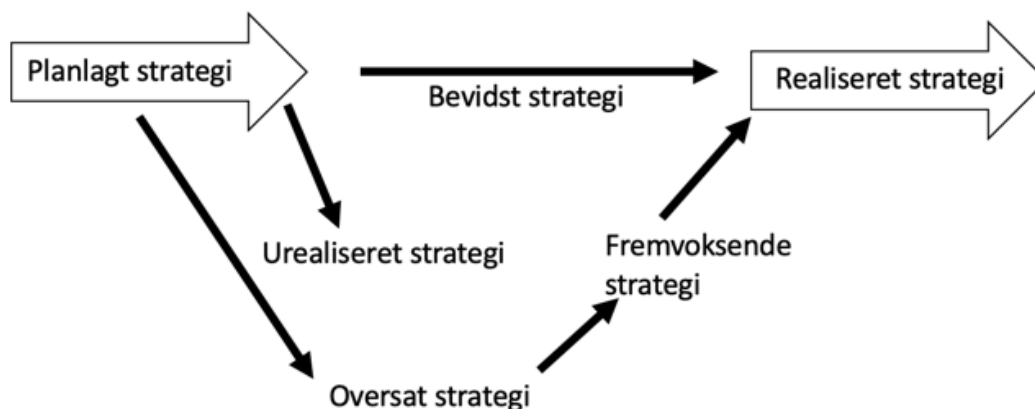 Planlagt strategi
Bevidst strategi
Realiseret strategi
Urealiseret strategi
Fremvoksende
strategi
Oversat strategi